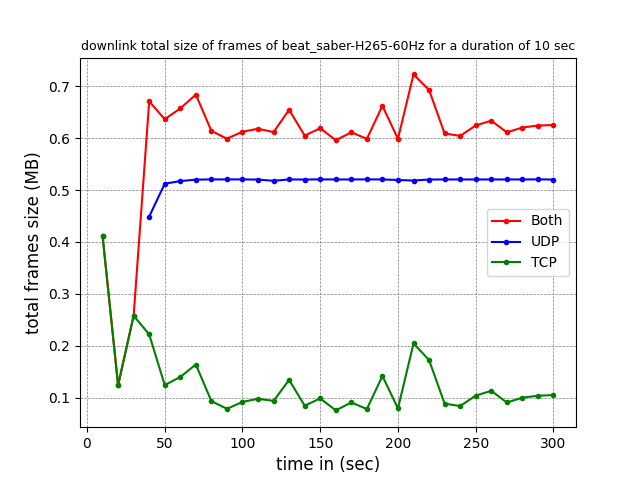 downlink total size of frames of beat_saber-H265-60Hz for a duration of 10 sec
total frames size (MB)
0.7
0.6
0.5
0.4
0.3
0.2
0.1
Both
UDP
TCP
0 50 100 150 200 250 300
time in (sec)